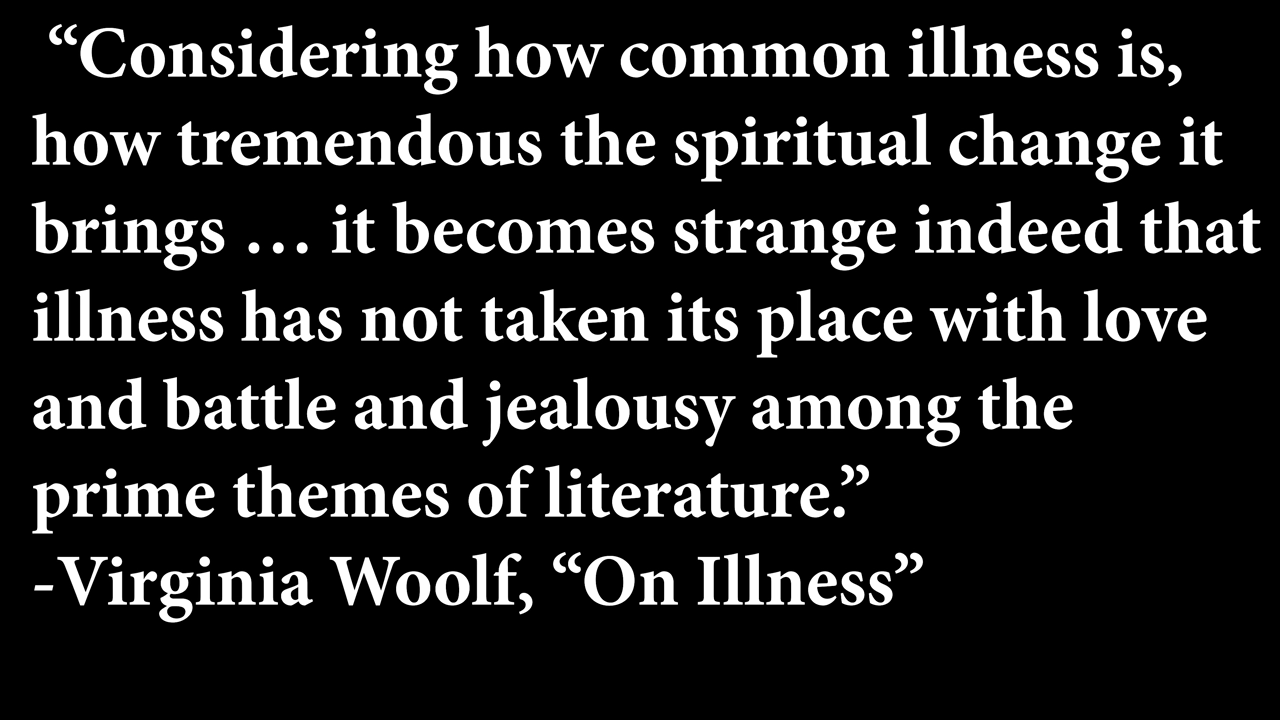 “Considering how common illness is,
how tremendous the spiritual change it
brings … it becomes strange indeed that
illness has not taken its place with love
and battle and jealousy among the
prime themes of literature.”
-Virginia Woolf, “On Illness”